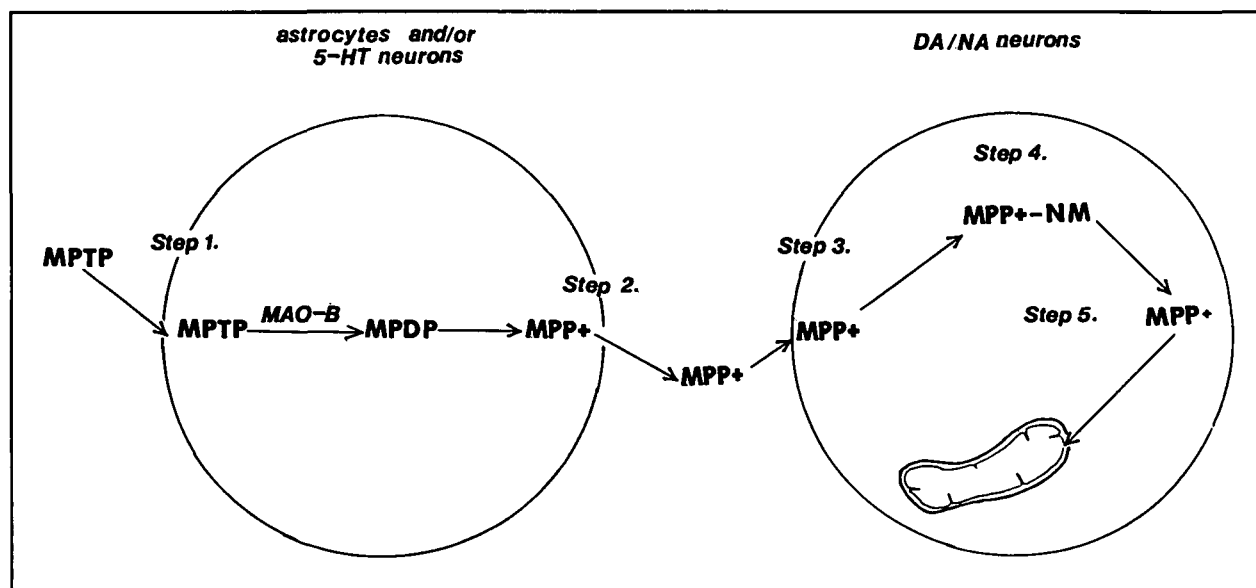 astrocytes and/or
5-HT neurons
DA/NA neurons
Step 4.
MPP+-NM
Step 1.
Step 3.
MPTP
Step 2.
Step 5.
MPP+
MPTP
MAO-B
MPDP
MPP+
MPP+
MPP+